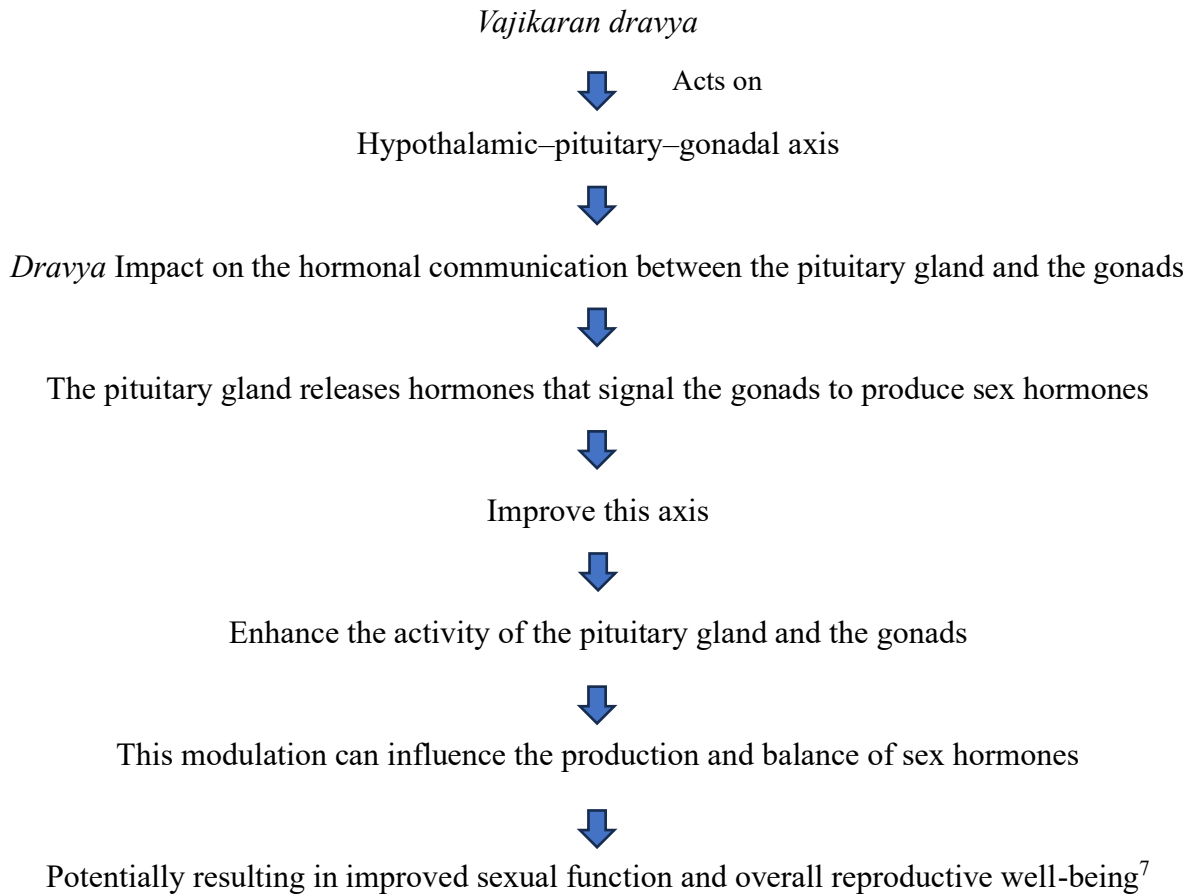 Vajikaran dravya
Acts on
Hypothalamic–pituitary–gonadal axis
Dravya Impact on the hormonal communication between the pituitary gland and the gonads
The pituitary gland releases hormones that signal the gonads to produce sex hormones
Improve this axis
Enhance the activity of the pituitary gland and the gonads
This modulation can influence the production and balance of sex hormones
Potentially resulting in improved sexual function and overall reproductive well-being⁷